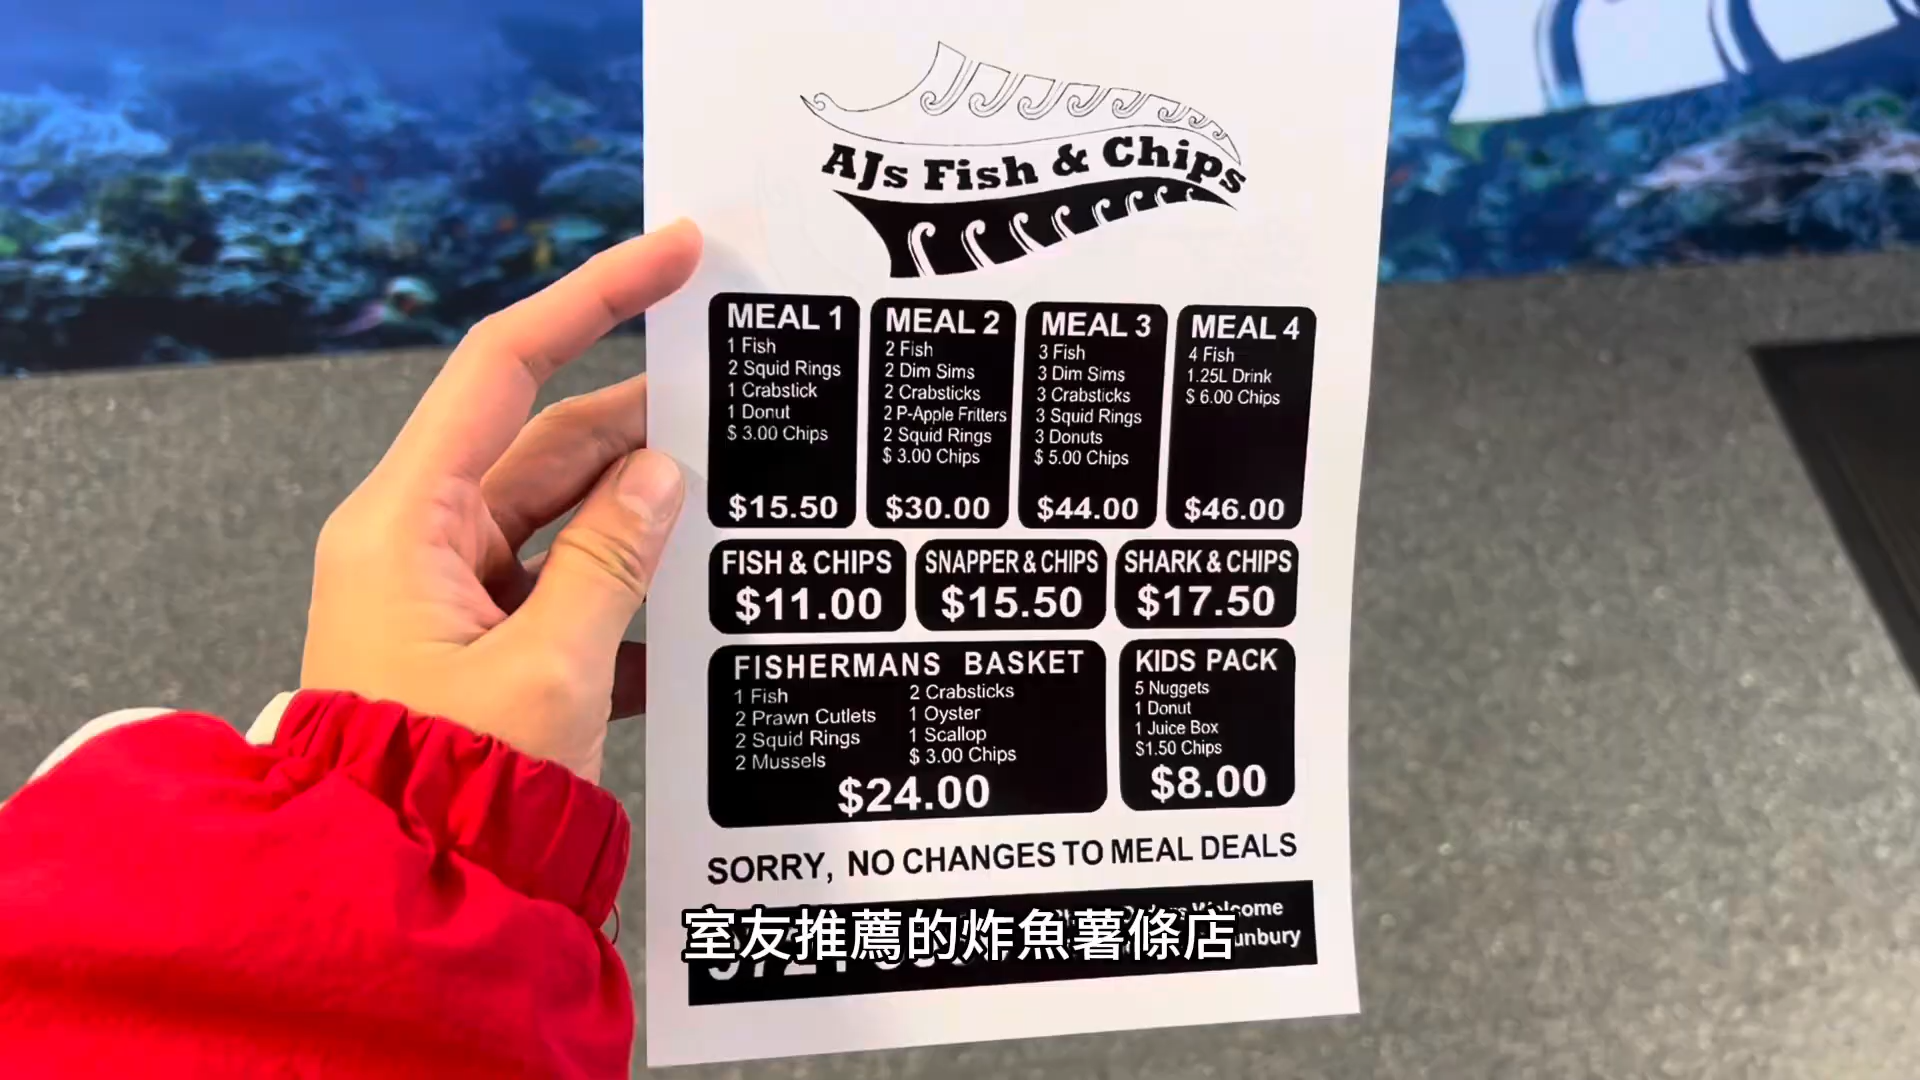 AJs Fish & Chips
MEAL 1
1 Fish
2 Squid Rings
1 Crabstick
1 Donut
$ 3.00 Chips
$15.50
MEAL 2
2 Fish
2 Dim Sims
2 Crabsticks
2 P-Apple Fritters
2 Squid Rings
$ 3.00 Chips
$30.00
MEAL 3
3 Fish
3 Dim Sims
3 Crabsticks
3 Squid Rings
3 Donuts
$ 5.00 Chips
$44.00
MEAL 4
4 Fish
1.25L Drink
$ 6.00 Chips
$46.00
FISH & CHIPS
$11.00
SNAPPER & CHIPS
$15.50
SHARK & CHIPS
$17.50
FISHERMANS BASKET
1 Fish
2 Prawn Cutlets
2 Squid Rings
2 Mussels
2 Crabsticks
1 Oyster
1 Scallop
$ 3.00 Chips
$24.00
KIDS PACK
5 Nuggets
1 Donut
1 Juice Box
$1.50 Chips
$8.00
SORRY, NO CHANGES TO MEAL DEALS
Welcome
室友推薦的炸魚薯條店